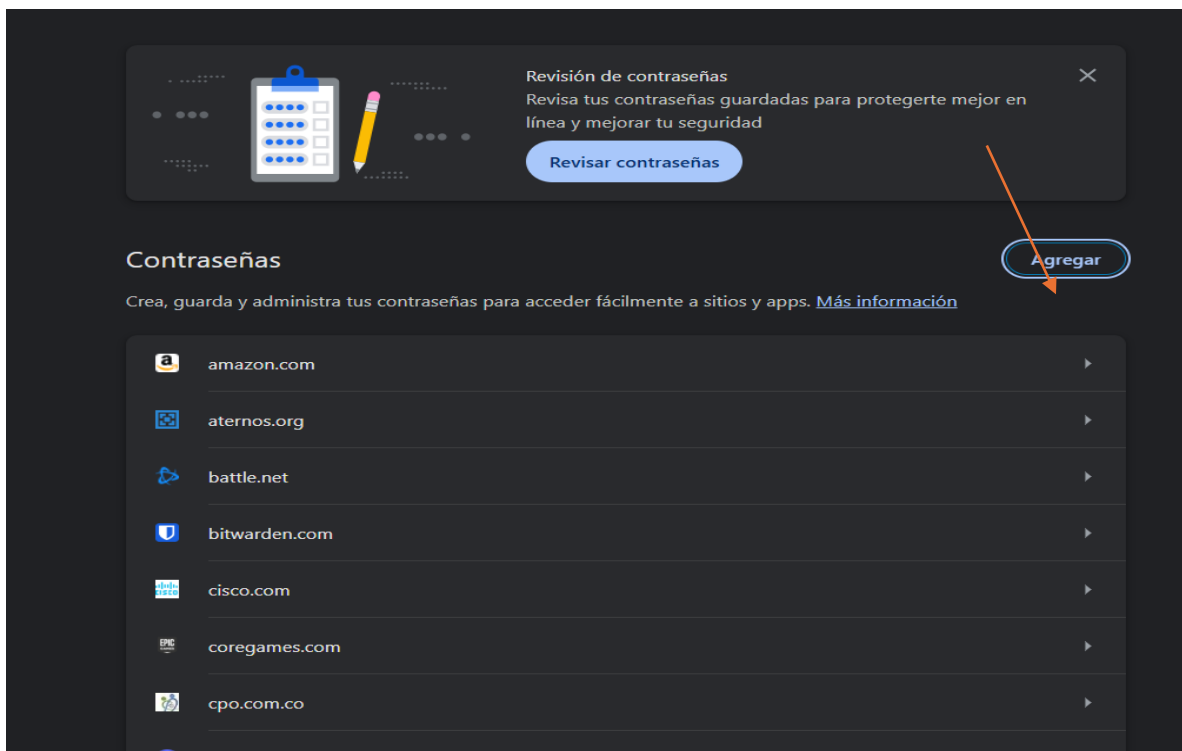 Revisión de contraseñas
Revisa tus contraseñas guardadas para protegerte mejor en
línea y mejorar tu seguridad
Revisar contraseñas
Contraseñas
Agregar
Crea, guarda y administra tus contraseñas para acceder fácilmente a sitios y apps. Más información
a amazon.com
aternos.org
battle.net
bitwarden.com
CISCO cisco.com
EPIC coregames.com
cpo.com.co